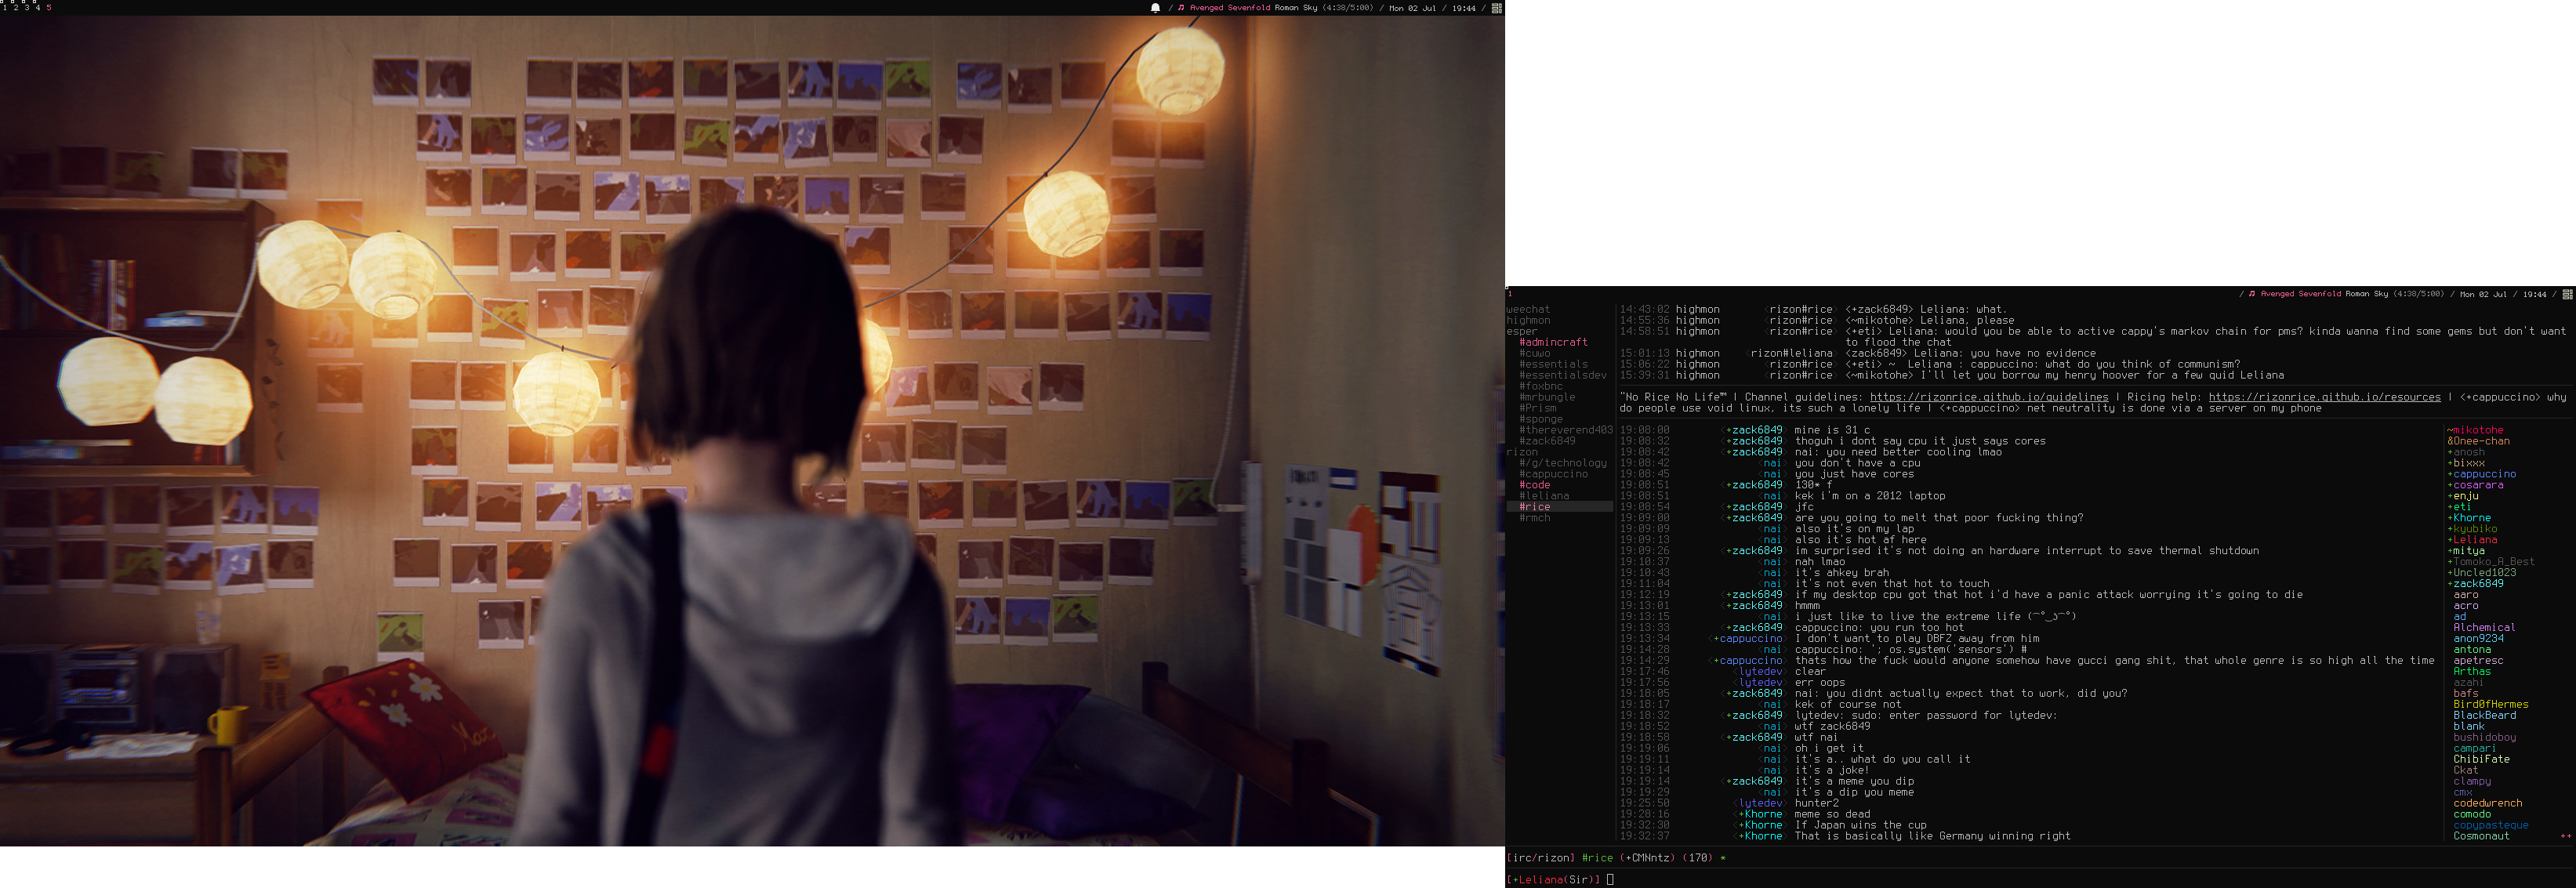 1 2 3 4 5
/ ♫ Avenged Sevenfold Roman Sky (4:38/5:00) / Mon 02 Jul / 19:44 /
1
/ ♫ Avenged Sevenfold Roman Sky (4:38/5:00) / Mon 02 Jul / 19:44 /
weechat
highmon
esper
#admincraft
#cuwo
#essentials
#essentialsdev
#foxbnc
#mrbungle
#Prism
#sponge
#thereverend403
#zack6849
rizon
#/g/technology
#cappuccino
#code
#leliana
#rice
#rmch
14:43:02 highmon <rizon#rice> <+zack6849> Leliana: what.
14:55:36 highmon <rizon#rice> <~mikotohe> Leliana, please
14:58:51 highmon <rizon#rice> <+eti> Leliana: would you be able to active cappy's markov chain for pms? kinda wanna find some gems but don't want
to flood the chat
15:01:13 highmon <rizon#leliana> <zack6849> Leliana: you have no evidence
15:06:22 highmon <rizon#rice> <+eti> ~ Leliana : cappuccino: what do you think of communism?
15:39:31 highmon <rizon#rice> <~mikotohe> I'll let you borrow my henry hoover for a few quid Leliana
"No Rice No Life™" | Channel guidelines: https://rizonrice.github.io/guidelines | Ricing help: https://rizonrice.github.io/resources | <+cappuccino> why
do people use void linux, its such a lonely life | <+cappuccino> net neutrality is done via a server on my phone
19:08:00 <+zack6849> mine is 31 c
19:08:32 <+zack6849> thoguh i dont say cpu it just says cores
19:08:42 <+zack6849> nai: you need better cooling lmao
19:08:42 <nai> you don't have a cpu
19:08:45 <nai> you just have cores
19:08:51 <+zack6849> 130* f
19:08:51 <nai> kek i'm on a 2012 laptop
19:08:54 <+zack6849> jfc
19:09:00 <+zack6849> are you going to melt that poor fucking thing?
19:09:09 <nai> also it's on my lap
19:09:13 <nai> also it's hot af here
19:09:26 <+zack6849> im surprised it's not doing an hardware interrupt to save thermal shutdown
19:10:37 <nai> nah lmao
19:10:43 <nai> it's ahkey brah
19:11:04 <nai> it's not even that hot to touch
19:12:19 <+zack6849> if my desktop cpu got that hot i'd have a panic attack worrying it's going to die
19:13:01 <+zack6849> hmmm
19:13:15 <nai> i just like to live the extreme life ( ͡° ͜ʖ ͡°)
19:13:33 <+zack6849> cappuccino: you run too hot
19:13:34 <+cappuccino> I don't want to play DBFZ away from him
19:14:28 <nai> cappuccino: '; os.system('sensors') #
19:14:29 <+cappuccino> thats how the fuck would anyone somehow have gucci gang shit, that whole genre is so high all the time
19:17:46 <lytedev> clear
19:17:56 <lytedev> err oops
19:18:05 <+zack6849> nai: you didnt actually expect that to work, did you?
19:18:17 <nai> kek of course not
19:18:32 <+zack6849> lytedev: sudo: enter password for lytedev:
19:18:52 <nai> wtf zack6849
19:18:58 <+zack6849> wtf nai
19:19:06 <nai> oh i get it
19:19:11 <nai> it's a.. what do you call it
19:19:14 <nai> it's a joke!
19:19:14 <+zack6849> it's a meme you dip
19:19:29 <nai> it's a dip you meme
19:25:50 <lytedev> hunter2
19:28:16 <+Khorne> meme so dead
19:32:30 <+Khorne> If Japan wins the cup
19:32:37 <+Khorne> That is basically like Germany winning right
~mikotohe
&Onee-chan
+anosh
+bixxx
+cappuccino
+cosarara
+enju
+eti
+Khorne
+kyubiko
+Leliana
+mitya
+Tomoko_A_Best
+Uncled1023
+zack6849
aaro
acro
ad
Alchemical
anon9234
antona
apetresc
Arthas
azahi
bafs
Bird0fHermes
BlackBeard
blank
bushidoboy
campari
ChibiFate
Ckat
clampy
cmx
codedwrench
comodo
copypasteque
Cosmonaut ++
[irc/rizon] #rice (+CMNntz) (170) *
[+Leliana(Sir)]